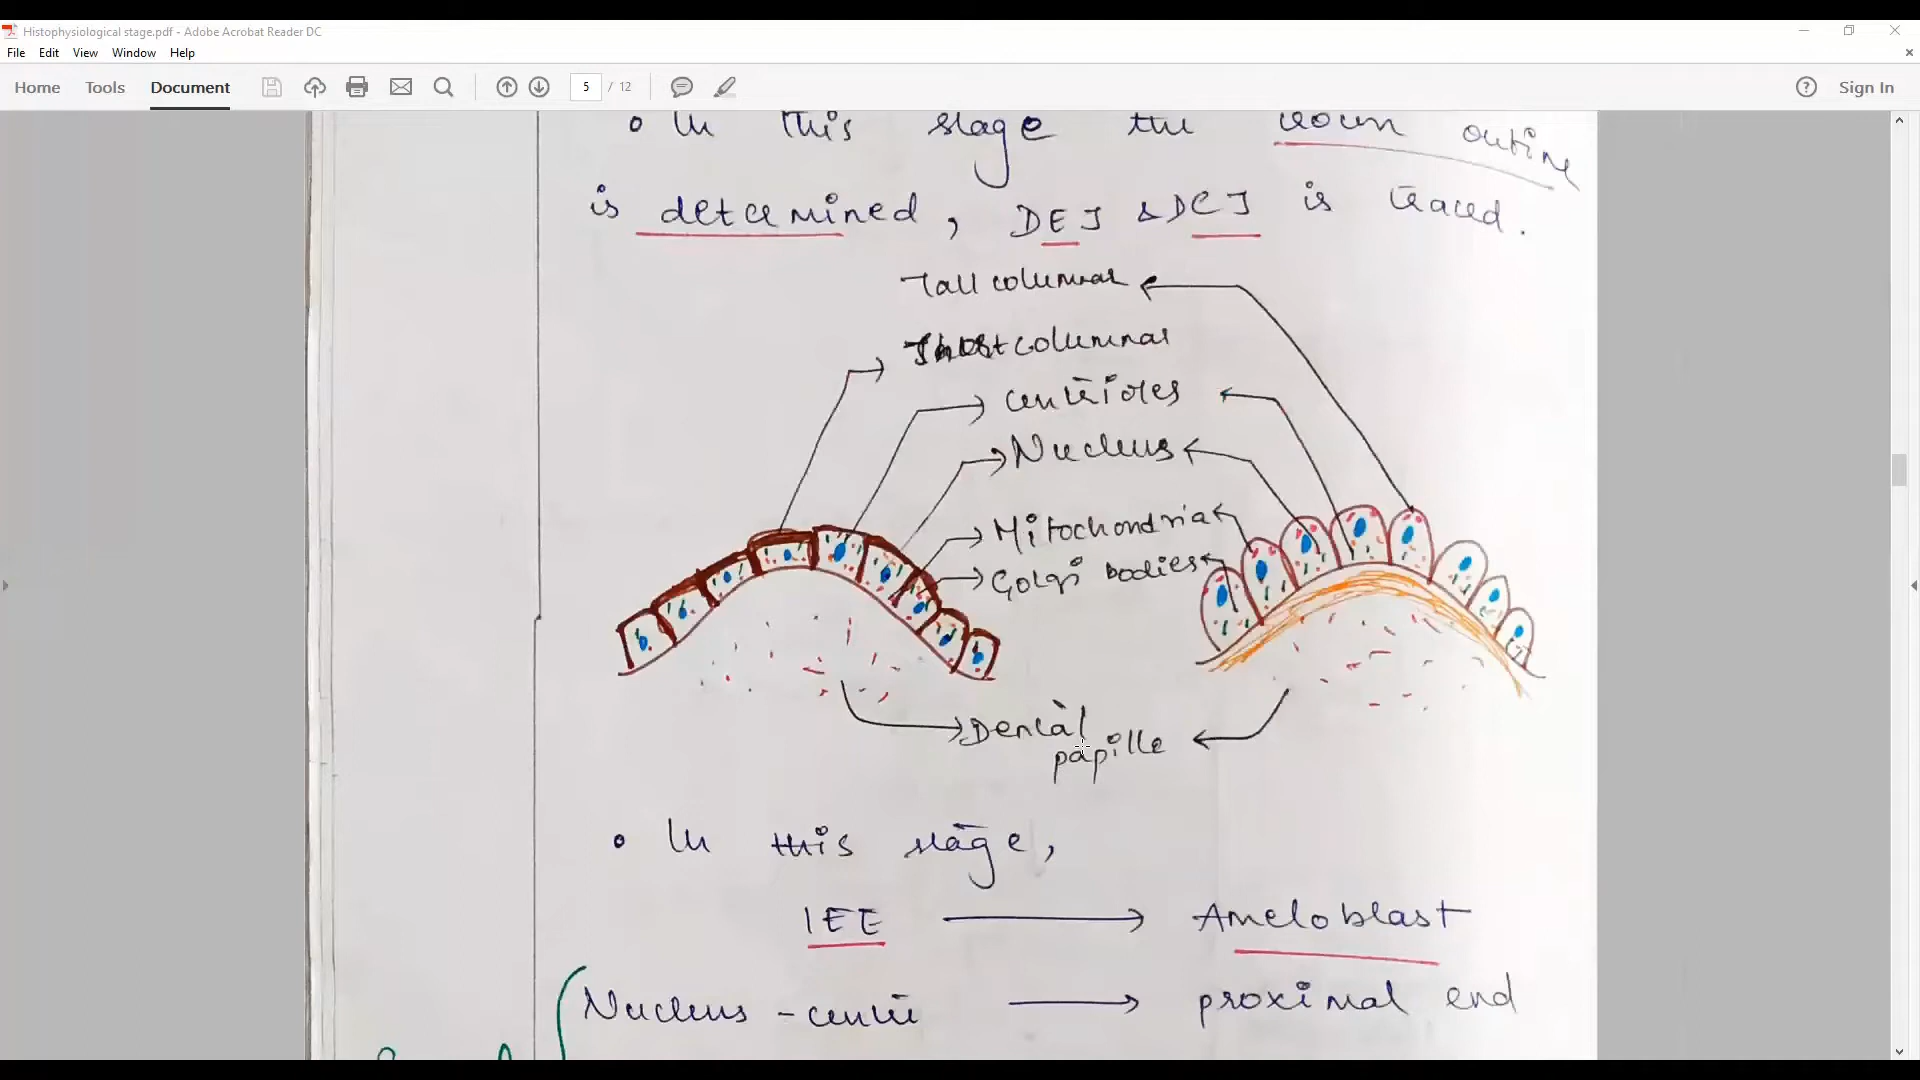 Histophysiological stage.pdf - Adobe Acrobat Reader DC
File Edit View Window Help
Home Tools Document 5 / 12 Sign In
• In this stage the crown
is determined, DEJ & DCJ is traced.
Tall columnar
Short columnar
Centrioles
Nucleus
Mitochondria
Golgi bodies
Dental
papille
• In this stage,
IEE → Ameloblast
Nucleus - centre → proximal end